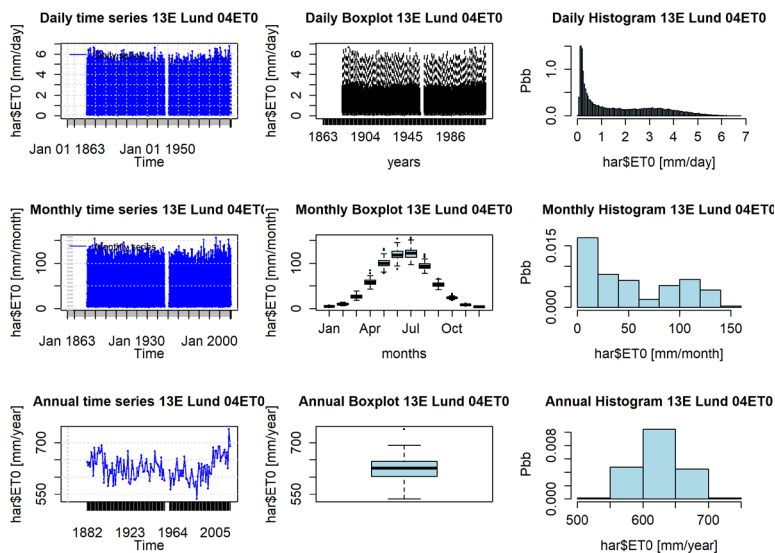 Daily time series 13E Lund 04ET0
har$ET0 [mm/day]
6
4
2
0
Jan 01 1863 Jan 01 1950
Time
Daily Boxplot 13E Lund 04ET0
har$ET0 [mm/day]
6
5
4
3
2
1
0
1863 1904 1945 1986
years
Daily Histogram 13E Lund 04ET0
Pbb
1.0
0.0
0 1 2 3 4 5 6 7
har$ET0 [mm/day]
Monthly time series 13E Lund 04ET0
har$ET0 [mm/month]
Monthly series
100
0
Jan 1863 Jan 1930 Jan 2000
Time
Monthly Boxplot 13E Lund 04ET0
har$ET0 [mm/month]
100
0
Jan Apr Jul Oct
months
Monthly Histogram 13E Lund 04ET0
Pbb
0.015
0.000
0 50 100 150
har$ET0 [mm/month]
Annual time series 13E Lund 04ET0
har$ET0 [mm/year]
700
550
1882 1923 1964 2005
Time
Annual Boxplot 13E Lund 04ET0
har$ET0 [mm/year]
700
550
Annual Histogram 13E Lund 04ET0
Pbb
0.008
0.000
500 600 700
har$ET0 [mm/year]